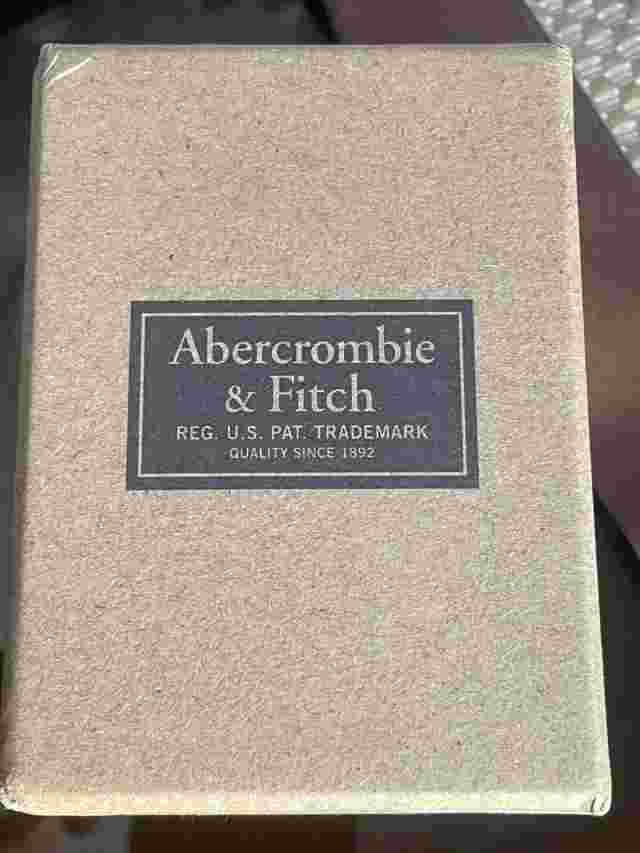 Abercrombie
& Fitch
REG. U.S. PAT. TRADEMARK
QUALITY SINCE 1892